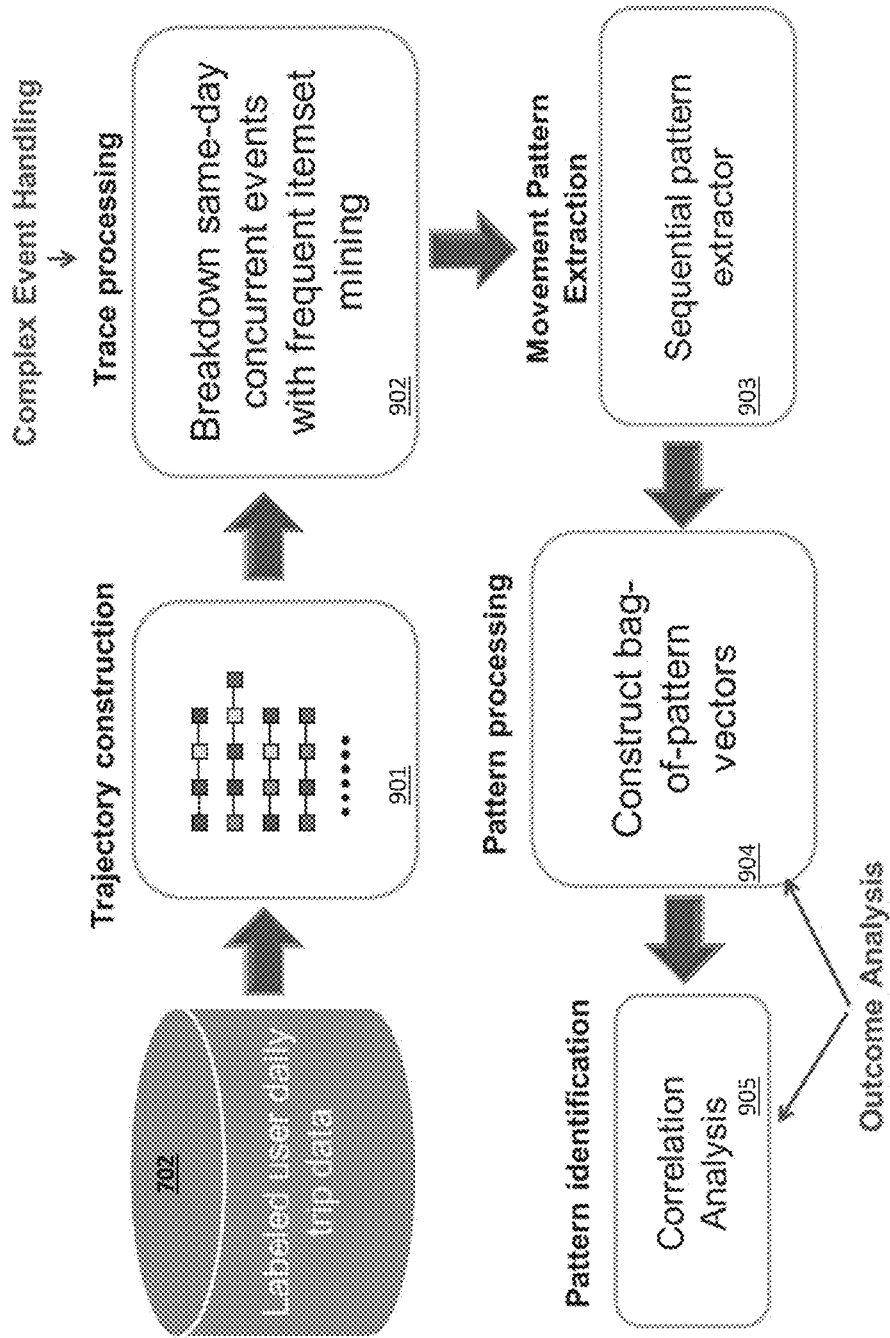 Complex Event Handling
Trace processing
Breakdown same-day
concurrent events
with frequent itemset
mining
902
Trajectory construction
901
702
Labeled user daily
trip data
Movement Pattern
Extraction
Sequential pattern
extractor
903
Pattern processing
Construct bag-
of-pattern
vectors
904
Pattern identification
Correlation
Analysis
905
Outcome Analysis